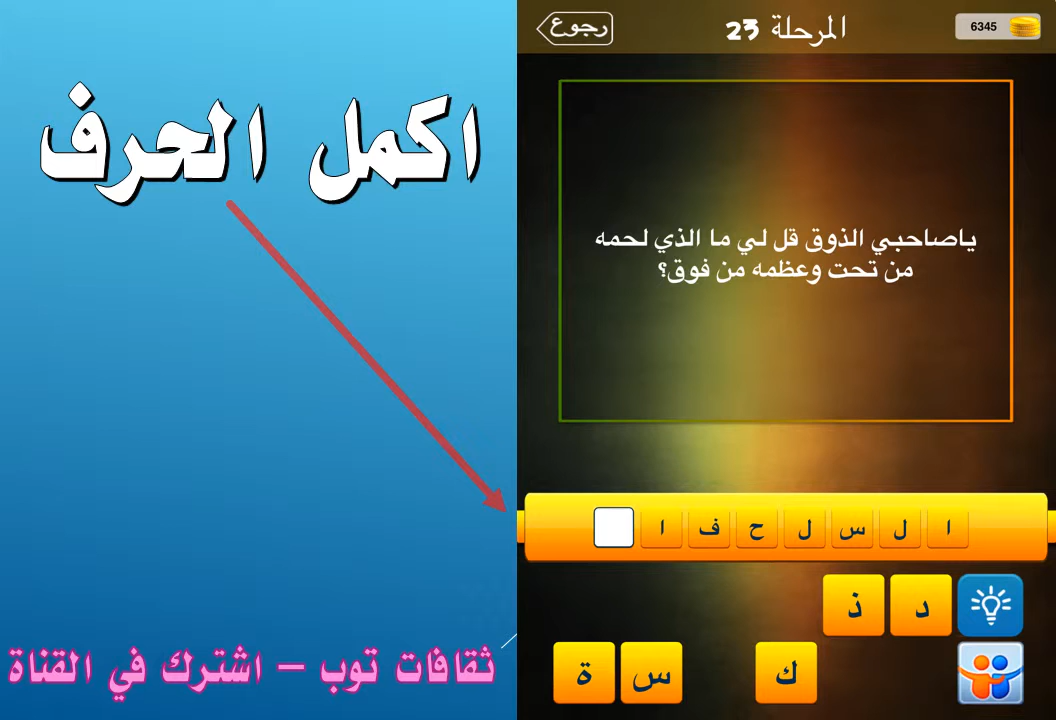 اكمل الحرف
ثقافات توب – اشترك في القناة
رجوع
المرحلة 23
6345
ياصاحبي الذوق قل لي ما الذي لحمه
من تحت وعظمه من فوق؟
ا ل س ل ح ف ا
د ذ
ك س ة